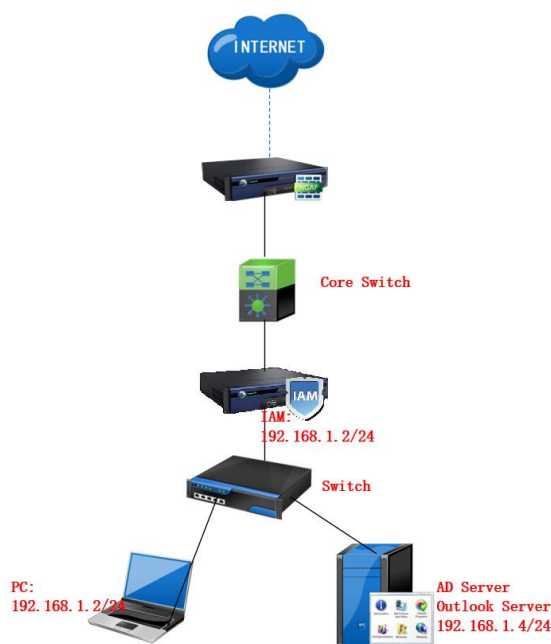 INTERNET
NGAF
Core Switch
IAM
IAM:
192.168.1.2/24
Switch
PC:
192.168.1.2/24
AD Server
Outlook Server
192.168.1.4/24